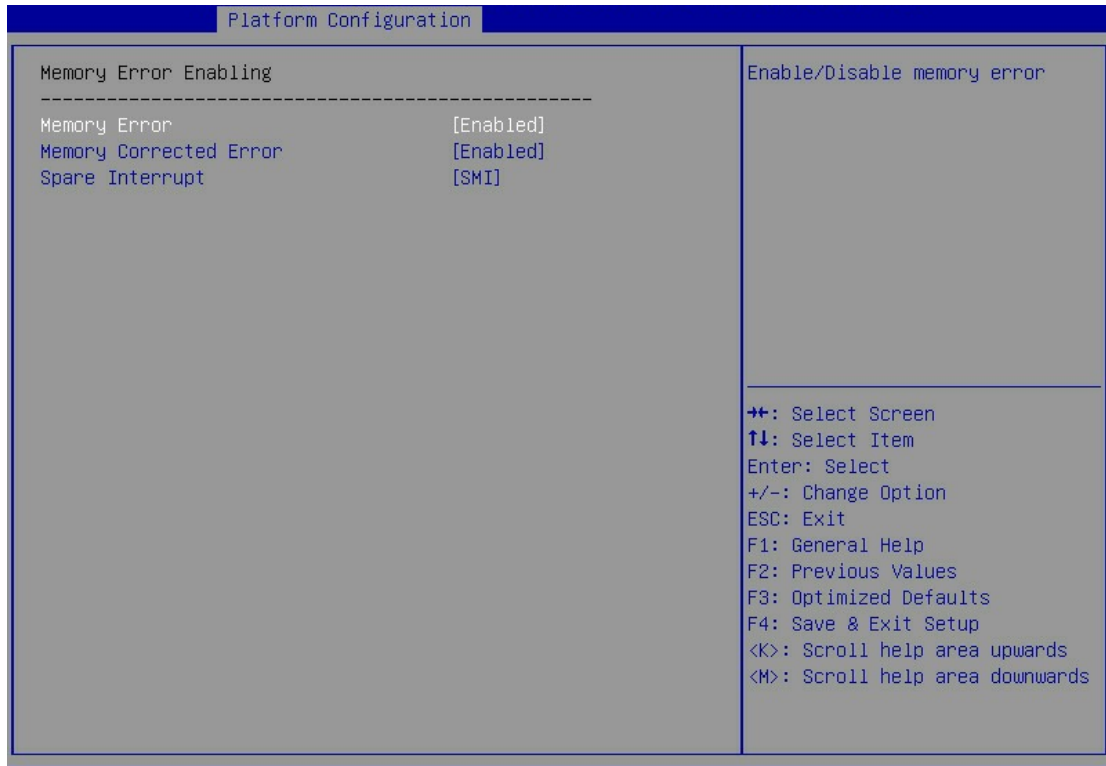 Platform Configuration
Memory Error Enabling
--------------------------------------------------
Memory Error [Enabled]
Memory Corrected Error [Enabled]
Spare Interrupt [SMI]
Enable/Disable memory error
→←: Select Screen
↑↓: Select Item
Enter: Select
+/-: Change Option
ESC: Exit
F1: General Help
F2: Previous Values
F3: Optimized Defaults
F4: Save & Exit Setup
<K>: Scroll help area upwards
<M>: Scroll help area downwards